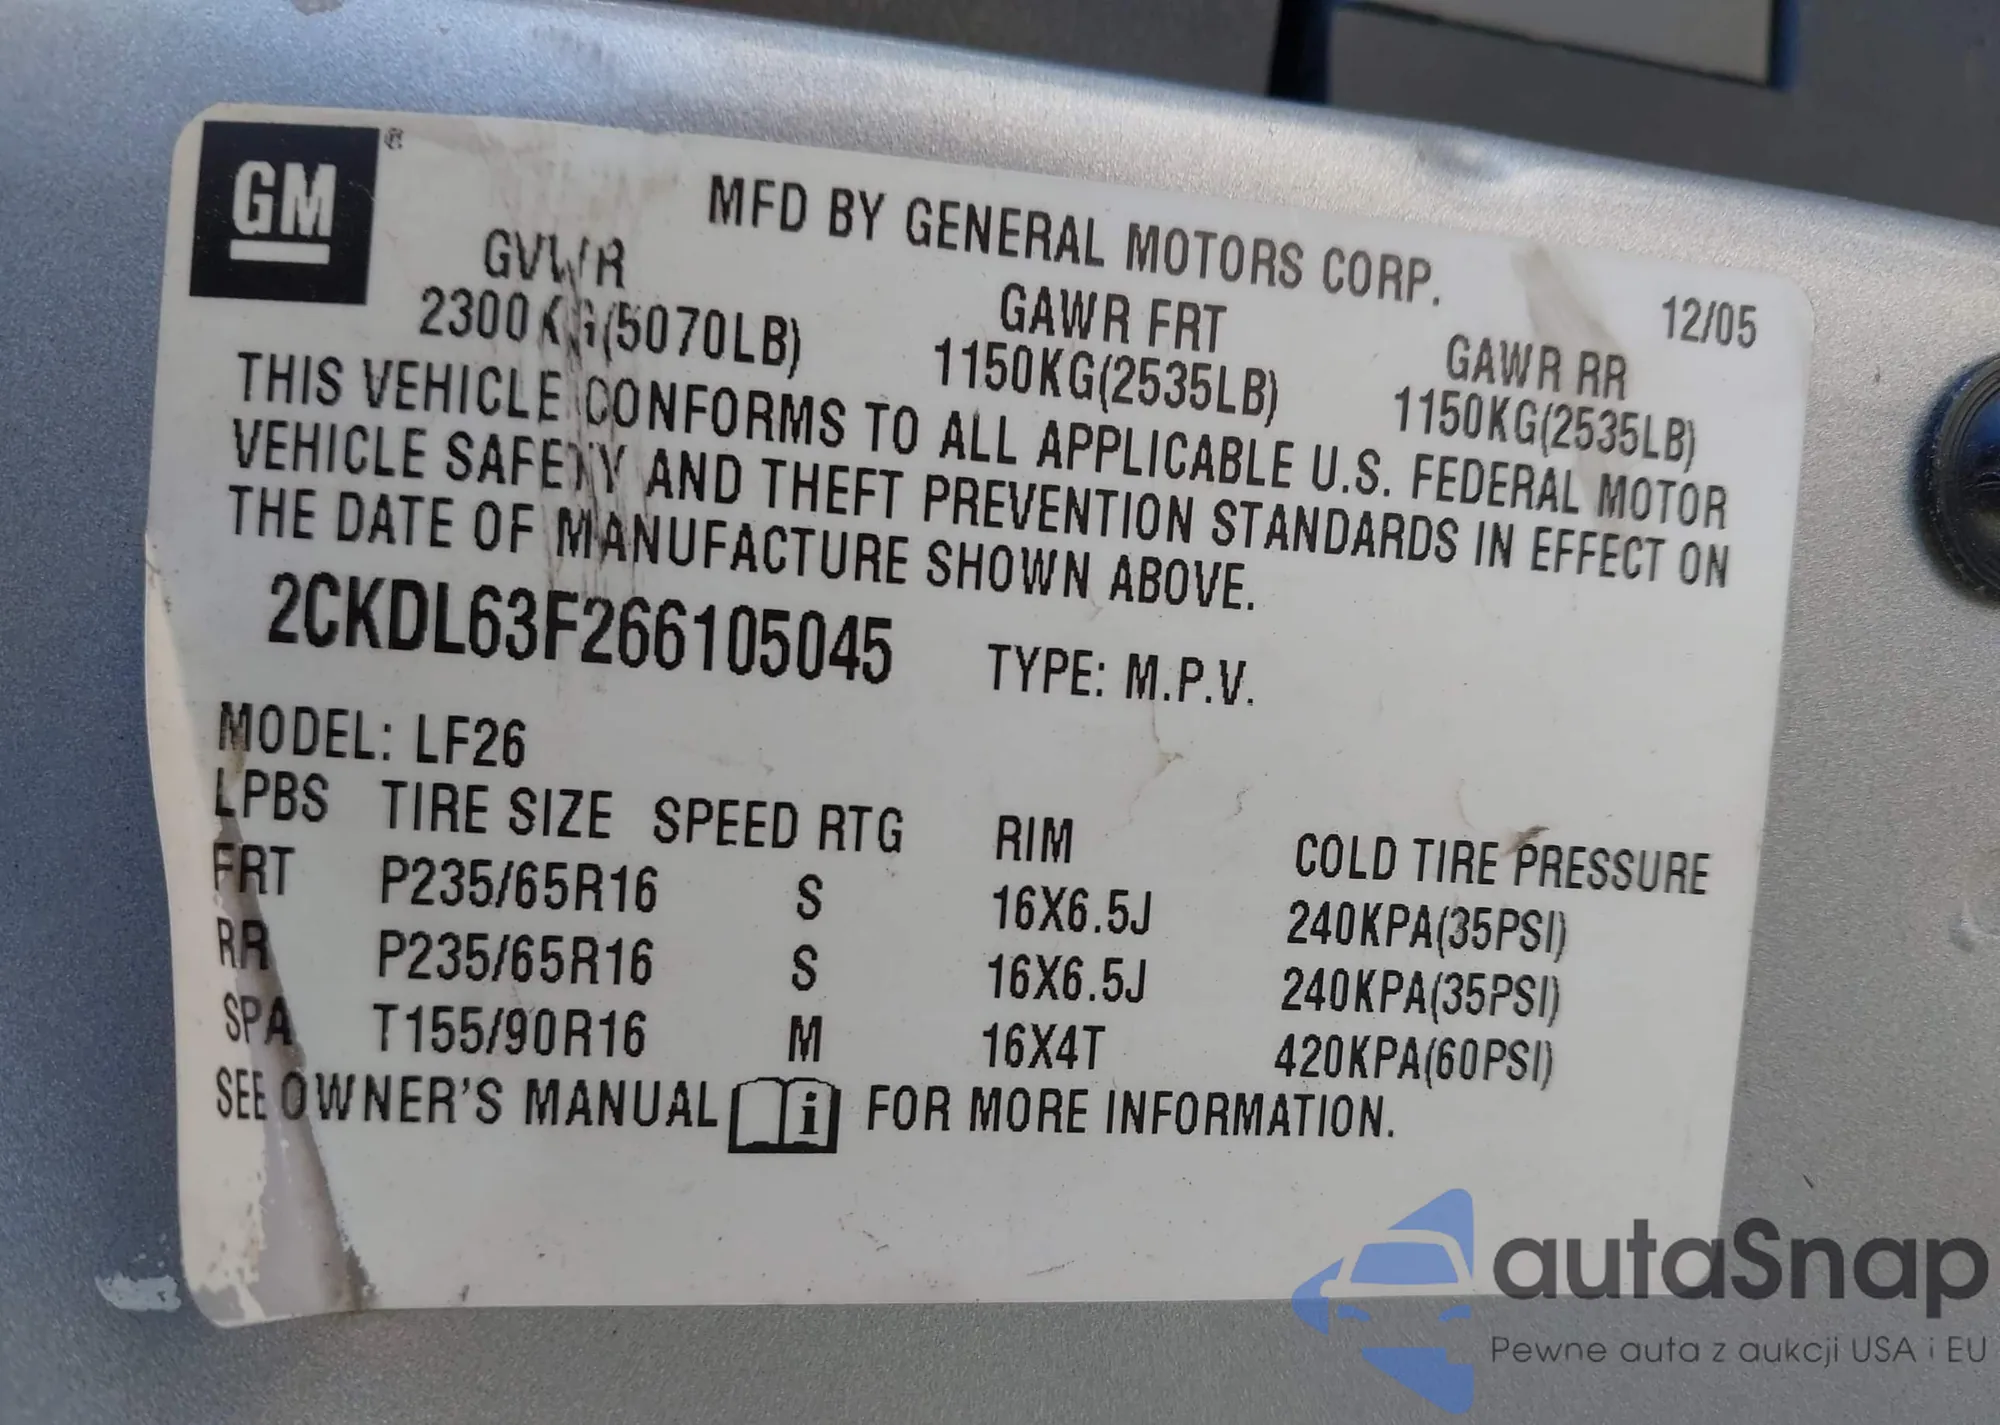 GM ®
MFD BY GENERAL MOTORS CORP.
12/05
GVWR GAWR FRT GAWR RR
2300KG(5070LB) 1150KG(2535LB) 1150KG(2535LB)
THIS VEHICLE CONFORMS TO ALL APPLICABLE U.S. FEDERAL MOTOR
VEHICLE SAFETY AND THEFT PREVENTION STANDARDS IN EFFECT ON
THE DATE OF MANUFACTURE SHOWN ABOVE.
2CKDL63F266105045 TYPE: M.P.V.
MODEL: LF26
LPBS TIRE SIZE SPEED RTG RIM COLD TIRE PRESSURE
FRT P235/65R16 S 16X6.5J 240KPA(35PSI)
RR P235/65R16 S 16X6.5J 240KPA(35PSI)
SPA T155/90R16 M 16X4T 420KPA(60PSI)
SEE OWNER'S MANUAL i FOR MORE INFORMATION.
autaSnap
Pewne auta z aukcji USA i EU